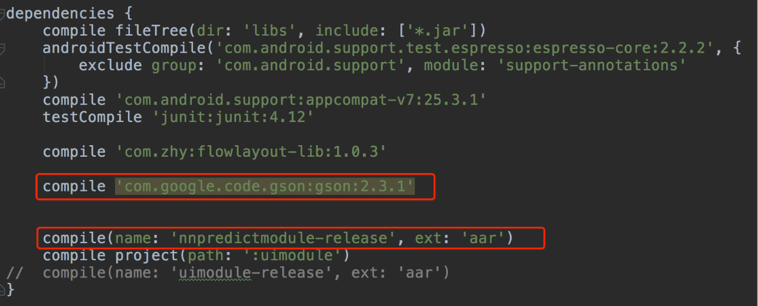 dependencies {
    compile fileTree(dir: 'libs', include: ['*.jar'])
    androidTestCompile('com.android.support.test.espresso:espresso-core:2.2.2', {
        exclude group: 'com.android.support', module: 'support-annotations'
    })
    compile 'com.android.support:appcompat-v7:25.3.1'
    testCompile 'junit:junit:4.12'
    compile 'com.zhy:flowlayout-lib:1.0.3'
    compile 'com.google.code.gson:gson:2.3.1'
    compile(name: 'nnpredictmodule-release', ext: 'aar')
    compile project(path: ':uimodule')
//  compile(name: 'uimodule-release', ext: 'aar')
}